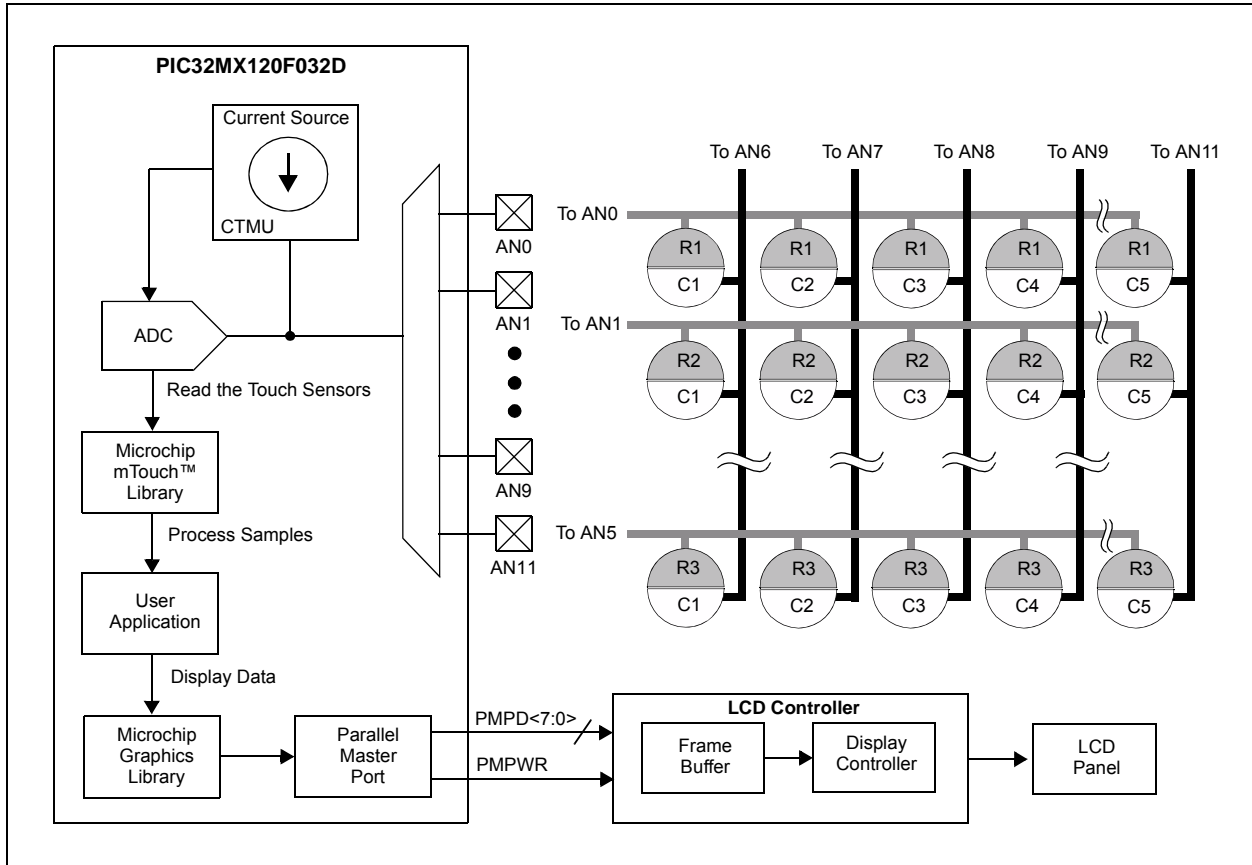 PIC32MX120F032D
Current Source
CTMU
ADC
Read the Touch Sensors
Microchip
mTouch™
Library
Process Samples
User
Application
Display Data
Microchip
Graphics
Library
Parallel
Master
Port
AN0
AN1
AN9
AN11
To AN6
To AN7
To AN8
To AN9
To AN11
To AN0
R1
R1
R1
R1
R1
C1
C2
C3
C4
C5
To AN1
R2
R2
R2
R2
R2
C1
C2
C3
C4
C5
To AN5
R3
R3
R3
R3
R3
C1
C2
C3
C4
C5
PMPD<7:0>
PMPWR
LCD Controller
Frame
Buffer
Display
Controller
LCD
Panel